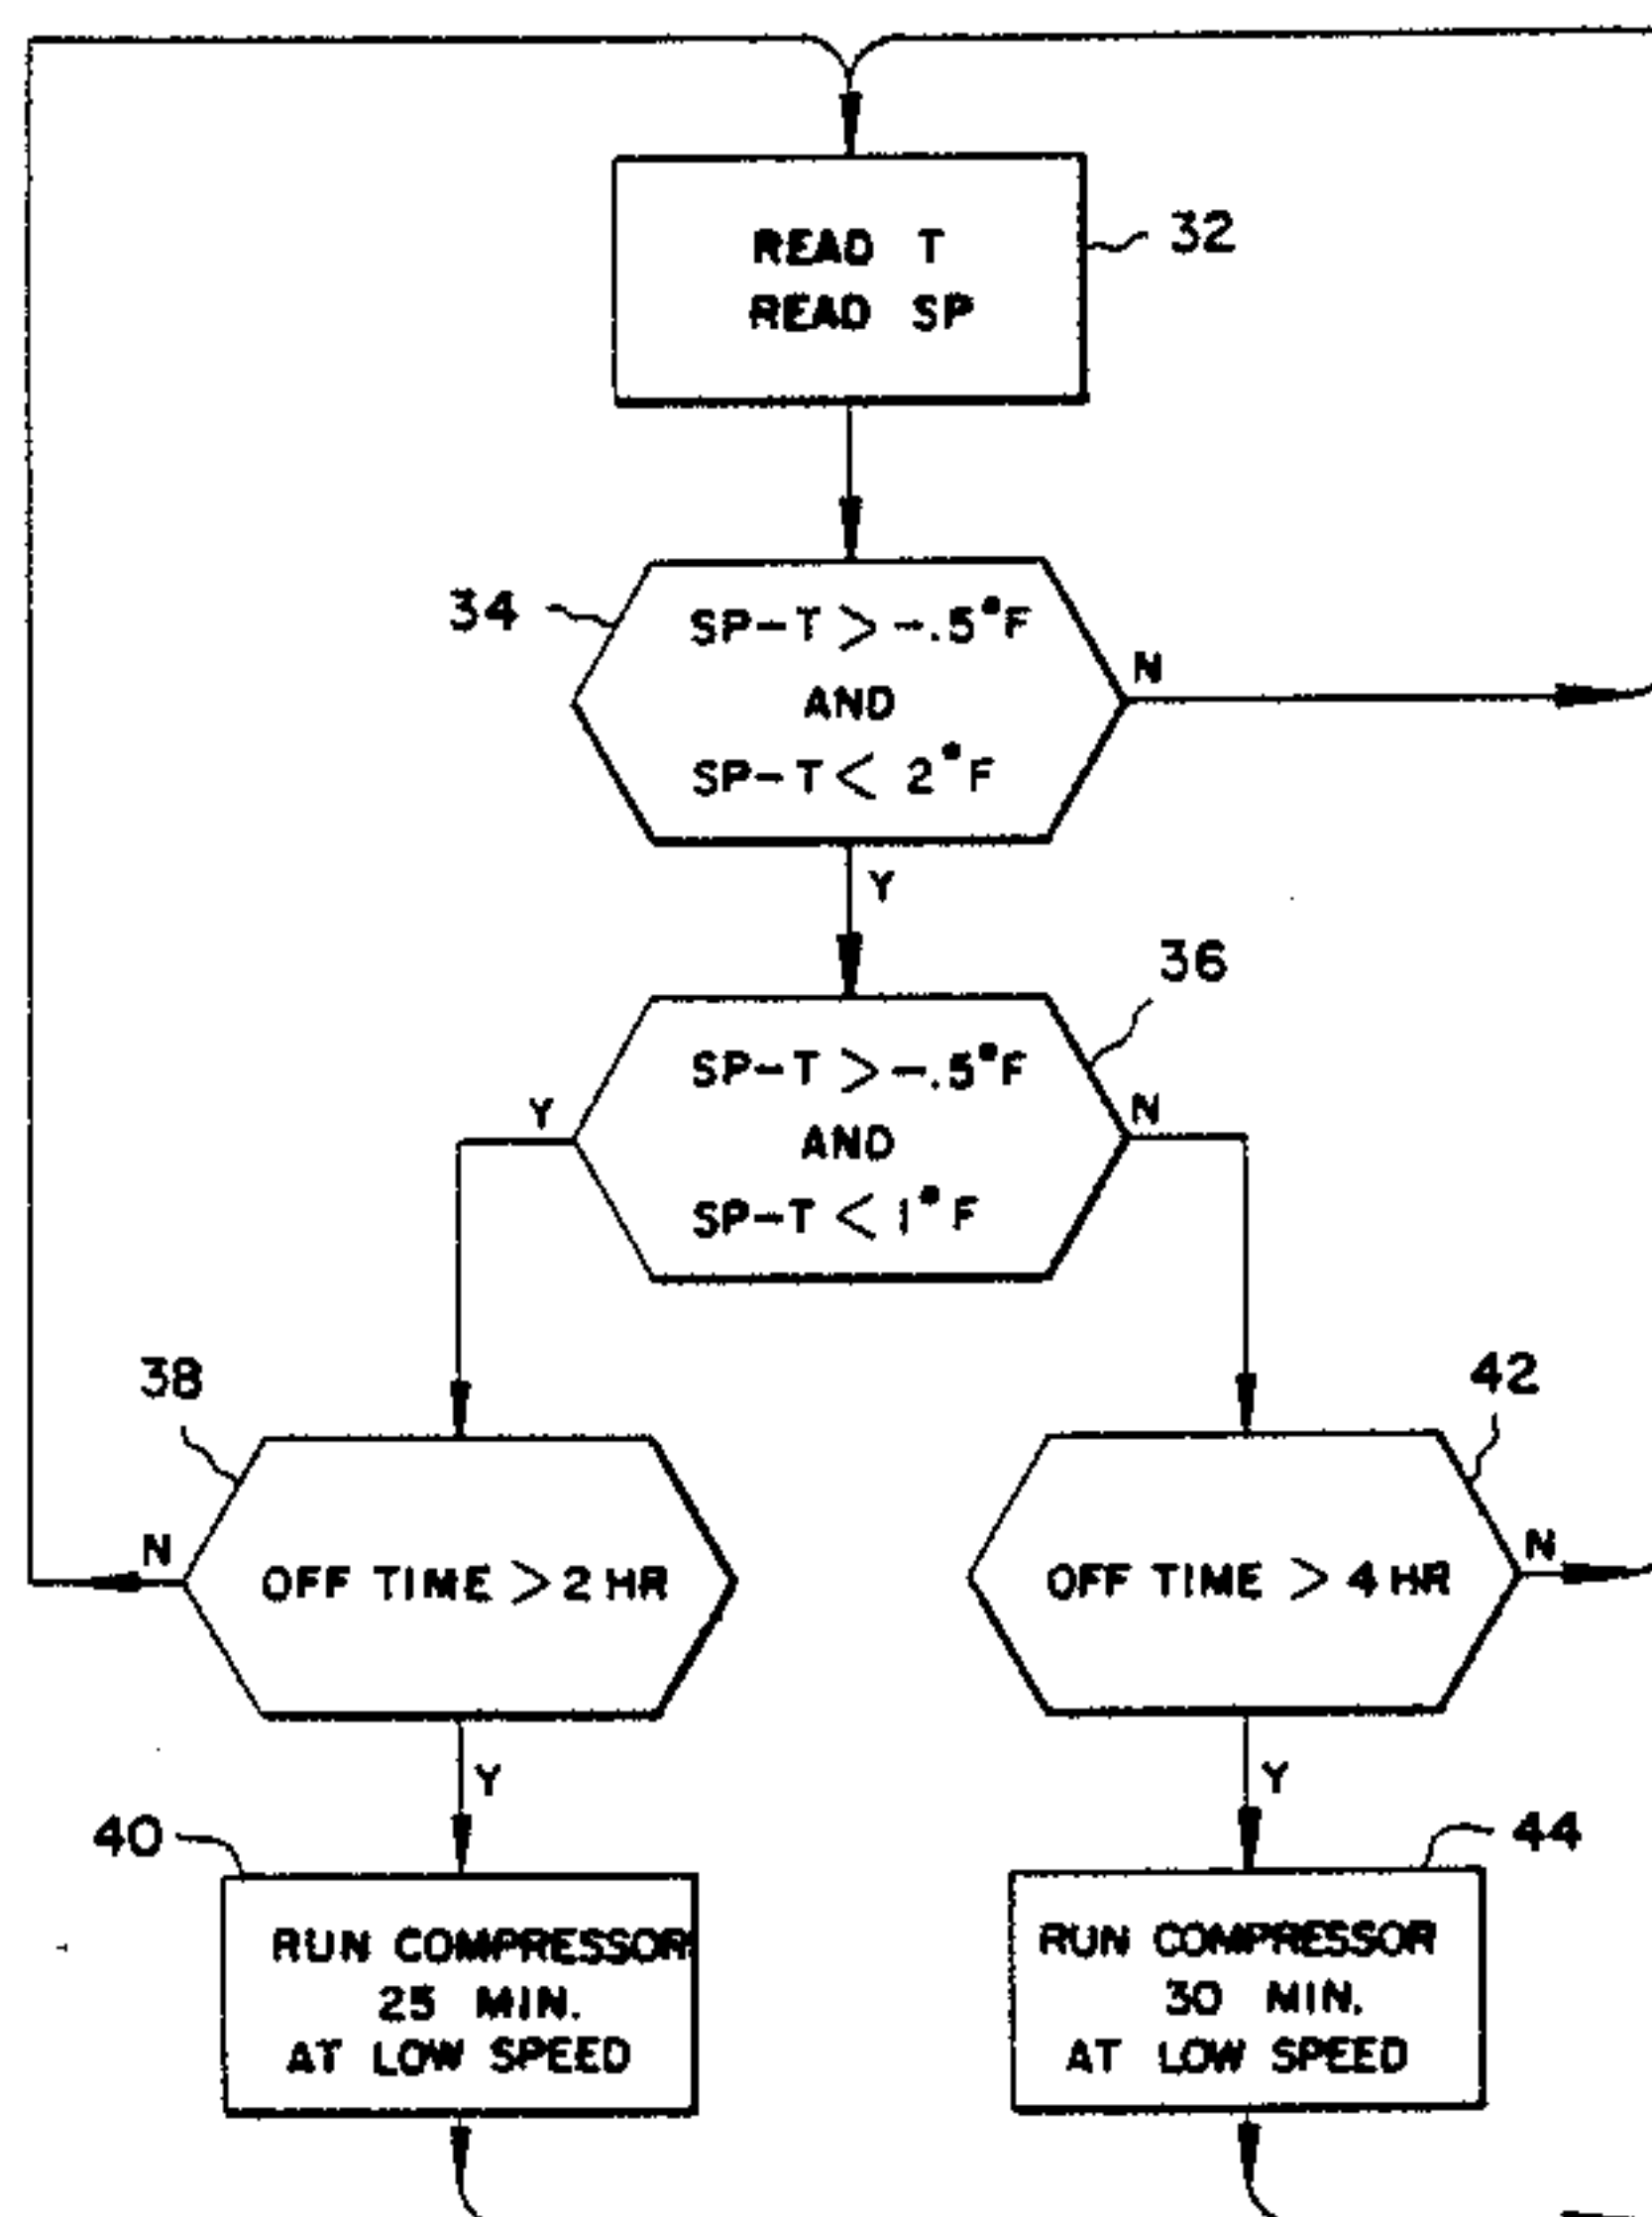 READ T
READ SP
32
34
SP-T > -.5°F
AND
SP-T < 2°F
N
Y
36
SP-T > -.5°F
AND
SP-T < 1°F
Y
N
38
42
OFF TIME > 2 HR
N
OFF TIME > 4 HR
N
Y
Y
40
44
RUN COMPRESSOR
25 MIN.
AT LOW SPEED
RUN COMPRESSOR
30 MIN.
AT LOW SPEED